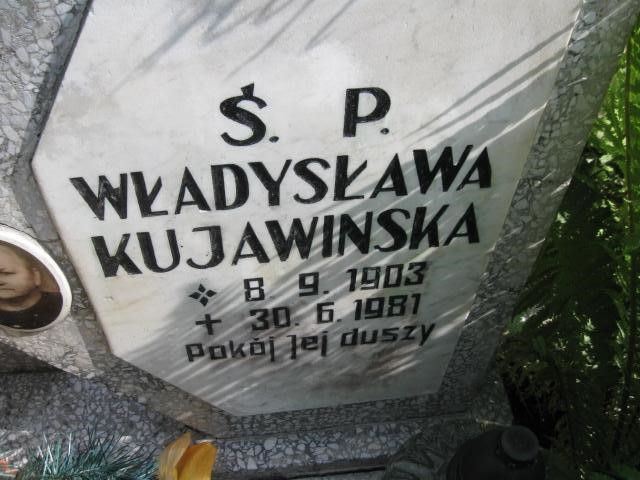 Ś. P.
WŁADYSŁAWA
KUJAWINSKA
8. 9. 1903
+ 30. 6. 1981
Pokój jej duszy